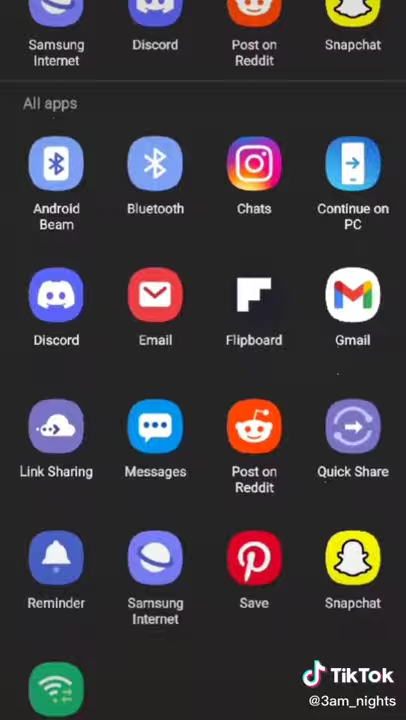 Samsung Internet
Discord
Post on Reddit
Snapchat
All apps
Android Beam
Bluetooth
Chats
Continue on PC
Discord
Email
Flipboard
Gmail
Link Sharing
Messages
Post on Reddit
Quick Share
Reminder
Samsung Internet
Save
Snapchat
TikTok
@3am_nights